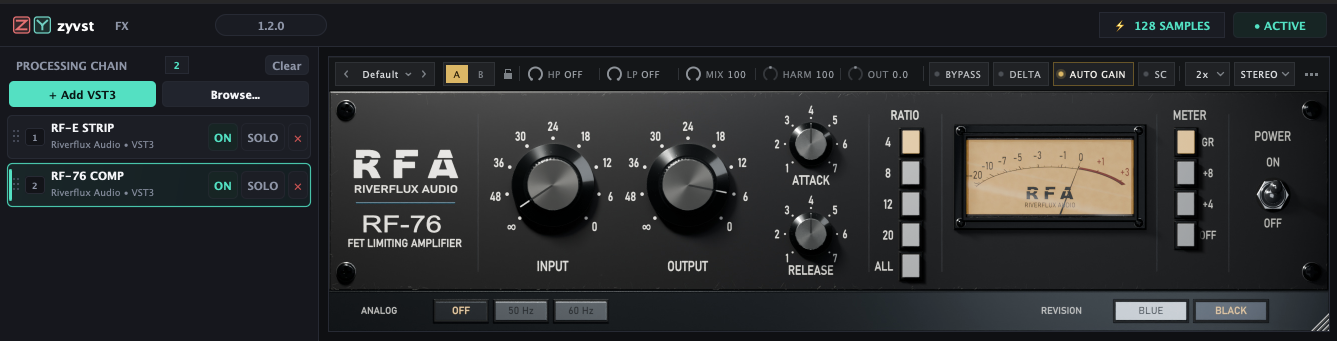 ZY zyvst FX 1.2.0 ⚡ 128 SAMPLES • ACTIVE
PROCESSING CHAIN 2 Clear
+ Add VST3 Browse...
1 RF-E STRIP ON SOLO ×
Riverflux Audio • VST3
2 RF-76 COMP ON SOLO ×
Riverflux Audio • VST3
< Default > A B HP OFF LP OFF MIX 100 HARM 100 OUT 0.0 BYPASS DELTA AUTO GAIN SC 2x STEREO •••
RFA
RIVERFLUX AUDIO
RF-76
FET LIMITING AMPLIFIER
∞ 48 36 30 24 18 12 6 0
INPUT
∞ 48 36 30 24 18 12 6 0
OUTPUT
1 2 3 4 5 6 7
ATTACK
1 2 3 4 5 6 7
RELEASE
RATIO
4
8
12
20
ALL
-20 -10 -7 -5 -3 -1 0 +1 +3
RFA
RIVERFLUX AUDIO
METER
GR
+8
+4
OFF
POWER
ON
OFF
ANALOG OFF 50 Hz 60 Hz REVISION BLUE BLACK